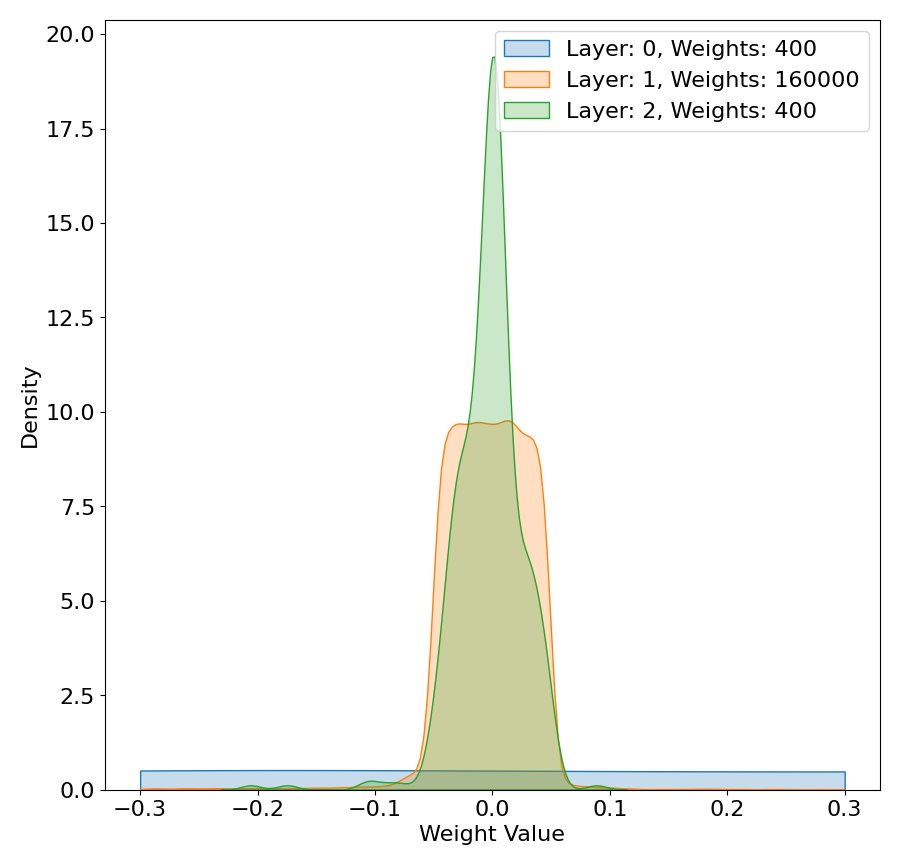 20.0
17.5
15.0
12.5
10.0
7.5
5.0
2.5
0.0
Density
Layer: 0, Weights: 400
Layer: 1, Weights: 160000
Layer: 2, Weights: 400
−0.3 −0.2 −0.1 0.0 0.1 0.2 0.3
Weight Value